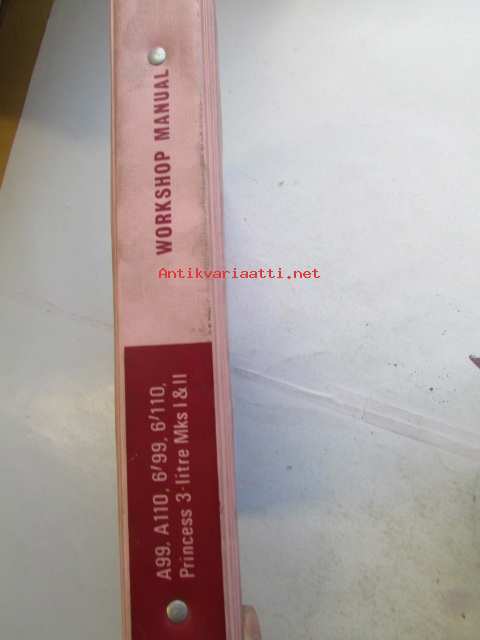 WORKSHOP MANUAL
Antikvariaatti.net
A99, A110, 6/99, 6/110,
Princess 3-litre Mks I & II